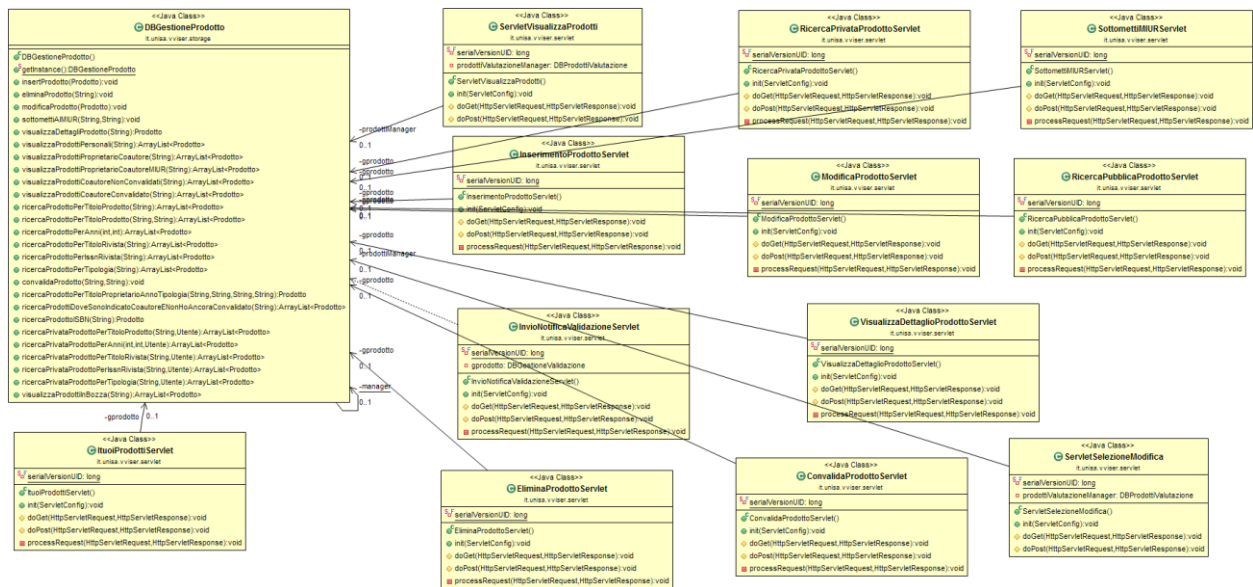 <<Java Class>>
DBGestioneProdotto
it.unisa.vviser.storage
DBGestioneProdotto()
getInstance():DBGestioneProdotto
insertProdotto(Prodotto):void
eliminaProdotto(String):void
modificaProdotto(Prodotto):void
sottomettiAlMIUR(String,String):void
visualizzaDettagliProdotto(String):Prodotto
visualizzaProdottiPersonali(String):ArrayList<Prodotto>
visualizzaProdottiProprietarioCoautore(String):ArrayList<Prodotto>
visualizzaProdottiProprietarioCoautoreMIUR(String):ArrayList<Prodotto>
visualizzaProdottiCoautoreNonConvalidati(String):ArrayList<Prodotto>
visualizzaProdottiCoautoreConvalidato(String):ArrayList<Prodotto>
ricercaProdottoPerTitoloProdotto(String):ArrayList<Prodotto>
ricercaProdottoPerTitoloProdotto(String,String):ArrayList<Prodotto>
ricercaProdottoPerAnni(int,int):ArrayList<Prodotto>
ricercaProdottoPerTitoloRivista(String):ArrayList<Prodotto>
ricercaProdottoPerIssnRivista(String):ArrayList<Prodotto>
ricercaProdottoPerTipologia(String):ArrayList<Prodotto>
convalidaProdotto(String,String):void
ricercaProdottoPerTitoloProprietarioAnnoTipologia(String,String,String,String):Prodotto
ricercaProdottiDoveSonoIndicatoCoautoreENonHoAncoraConvalidato(String):ArrayList<Prodotto>
ricercaProdottoISBN(String):Prodotto
ricercaPrivataProdottoPerTitoloProdotto(String,Utente):ArrayList<Prodotto>
ricercaPrivataProdottoPerAnni(int,int,Utente):ArrayList<Prodotto>
ricercaPrivataProdottoPerTitoloRivista(String,Utente):ArrayList<Prodotto>
ricercaPrivataProdottoPerIssnRivista(String,Utente):ArrayList<Prodotto>
ricercaPrivataProdottoPerTipologia(String,Utente):ArrayList<Prodotto>
visualizzaProdottiInBozza(String):ArrayList<Prodotto>
<<Java Class>>
ServletVisualizzaProdotti
it.unisa.vviser.servlet
serialVersionUID: long
prodottiValutazioneManager: DBProdottiValutazione
ServletVisualizzaProdotti()
init(ServletConfig):void
doGet(HttpServletRequest,HttpServletResponse):void
doPost(HttpServletRequest,HttpServletResponse):void
<<Java Class>>
RicercaPrivataProdottoServlet
it.unisa.vviser.servlet
serialVersionUID: long
RicercaPrivataProdottoServlet()
init(ServletConfig):void
doGet(HttpServletRequest,HttpServletResponse):void
doPost(HttpServletRequest,HttpServletResponse):void
processRequest(HttpServletRequest,HttpServletResponse):void
<<Java Class>>
SottomettiMIURServlet
it.unisa.vviser.servlet
serialVersionUID: long
SottomettiMIURServlet()
init(ServletConfig):void
doGet(HttpServletRequest,HttpServletResponse):void
doPost(HttpServletRequest,HttpServletResponse):void
processRequest(HttpServletRequest,HttpServletResponse):void
-prodottiManager
0..1
-gprodotto
-gprodotto
0..1
-gprodotto
0..1
-gprodotto
0..1
-prodottiManager
0..1
-gprodotto
0..1
-gprodotto
0..1
-manager
0..1
<<Java Class>>
InserimentoProdottoServlet
it.unisa.vviser.servlet
serialVersionUID: long
InserimentoProdottoServlet()
init(ServletConfig):void
doGet(HttpServletRequest,HttpServletResponse):void
doPost(HttpServletRequest,HttpServletResponse):void
processRequest(HttpServletRequest,HttpServletResponse):void
<<Java Class>>
ModificaProdottoServlet
it.unisa.vviser.servlet
serialVersionUID: long
ModificaProdottoServlet()
init(ServletConfig):void
doGet(HttpServletRequest,HttpServletResponse):void
doPost(HttpServletRequest,HttpServletResponse):void
processRequest(HttpServletRequest,HttpServletResponse):void
<<Java Class>>
RicercaPubblicaProdottoServlet
it.unisa.vviser.servlet
serialVersionUID: long
RicercaPubblicaProdottoServlet()
init(ServletConfig):void
doGet(HttpServletRequest,HttpServletResponse):void
doPost(HttpServletRequest,HttpServletResponse):void
processRequest(HttpServletRequest,HttpServletResponse):void
<<Java Class>>
InvioNotificaValidazioneServlet
it.unisa.vviser.servlet
serialVersionUID: long
gprodotto: DBGestioneValidazione
InvioNotificaValidazioneServlet()
init(ServletConfig):void
doGet(HttpServletRequest,HttpServletResponse):void
doPost(HttpServletRequest,HttpServletResponse):void
processRequest(HttpServletRequest,HttpServletResponse):void
<<Java Class>>
VisualizzaDettaglioProdottoServlet
it.unisa.vviser.servlet
serialVersionUID: long
VisualizzaDettaglioProdottoServlet()
init(ServletConfig):void
doGet(HttpServletRequest,HttpServletResponse):void
doPost(HttpServletRequest,HttpServletResponse):void
processRequest(HttpServletRequest,HttpServletResponse):void
-gprodotto
0..1
<<Java Class>>
ItuoiProdottiServlet
it.unisa.vviser.servlet
serialVersionUID: long
ItuoiProdottiServlet()
init(ServletConfig):void
doGet(HttpServletRequest,HttpServletResponse):void
doPost(HttpServletRequest,HttpServletResponse):void
processRequest(HttpServletRequest,HttpServletResponse):void
<<Java Class>>
EliminaProdottoServlet
it.unisa.vviser.servlet
serialVersionUID: long
EliminaProdottoServlet()
init(ServletConfig):void
doGet(HttpServletRequest,HttpServletResponse):void
doPost(HttpServletRequest,HttpServletResponse):void
processRequest(HttpServletRequest,HttpServletResponse):void
<<Java Class>>
ConvalidaProdottoServlet
it.unisa.vviser.servlet
serialVersionUID: long
ConvalidaProdottoServlet()
init(ServletConfig):void
doGet(HttpServletRequest,HttpServletResponse):void
doPost(HttpServletRequest,HttpServletResponse):void
processRequest(HttpServletRequest,HttpServletResponse):void
<<Java Class>>
ServletSelezioneModifica
it.unisa.vviser.servlet
serialVersionUID: long
prodottiValutazioneManager: DBProdottiValutazione
ServletSelezioneModifica()
init(ServletConfig):void
doGet(HttpServletRequest,HttpServletResponse):void
doPost(HttpServletRequest,HttpServletResponse):void